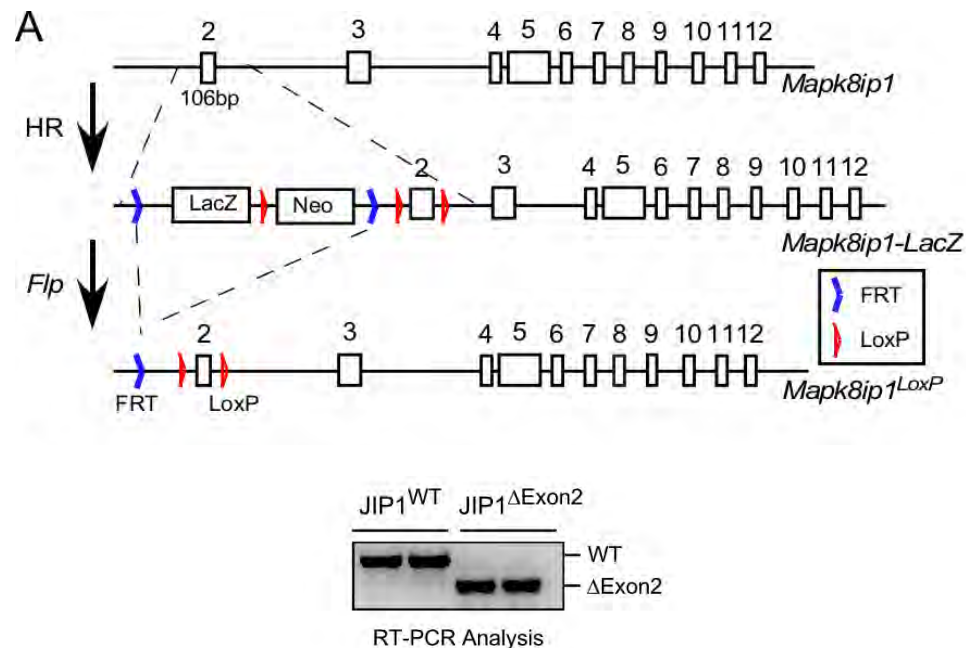 A
2 3 4 5 6 7 8 9 10 11 12
106bp
Mapk8ip1
HR
LacZ Neo 2 3 4 5 6 7 8 9 10 11 12
Mapk8ip1-LacZ
Flp
FRT
LoxP
2 3 4 5 6 7 8 9 10 11 12
FRT LoxP
Mapk8ip1LoxP
JIP1WT JIP1ΔExon2
WT
ΔExon2
RT-PCR Analysis